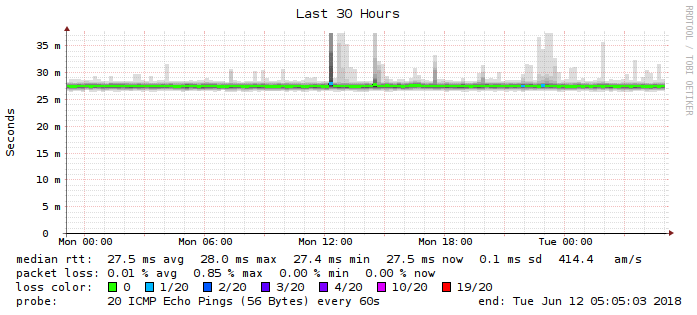 Last 30 Hours
RRDTOOL / TOBI OETIKER
Seconds
35 m
30 m
25 m
20 m
15 m
10 m
5 m
0
Mon 00:00 Mon 06:00 Mon 12:00 Mon 18:00 Tue 00:00
median rtt: 27.5 ms avg 28.0 ms max 27.4 ms min 27.5 ms now 0.1 ms sd 414.4 am/s
packet loss: 0.01 % avg 0.85 % max 0.00 % min 0.00 % now
loss color: 0 1/20 2/20 3/20 4/20 10/20 19/20
probe: 20 ICMP Echo Pings (56 Bytes) every 60s end: Tue Jun 12 05:05:03 2018